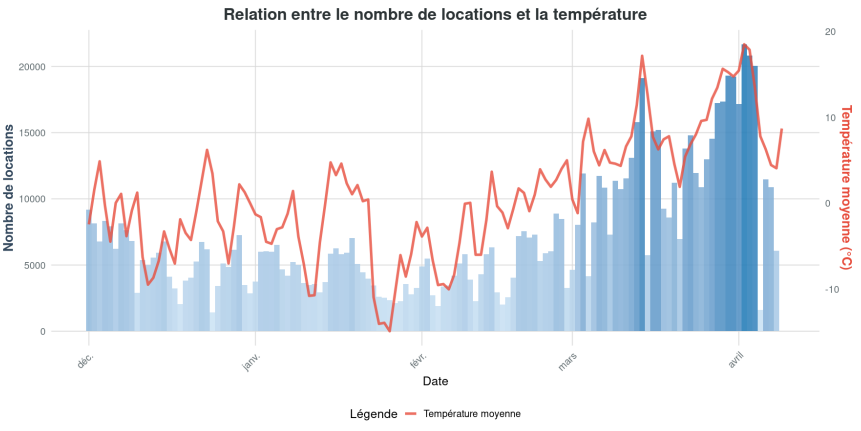 Relation entre le nombre de locations et la température
Nombre de locations
20000
15000
10000
5000
0
20
10
0
-10
Température moyenne (°C)
déc.
janv.
févr.
mars
avril
Date
Légende
Température moyenne